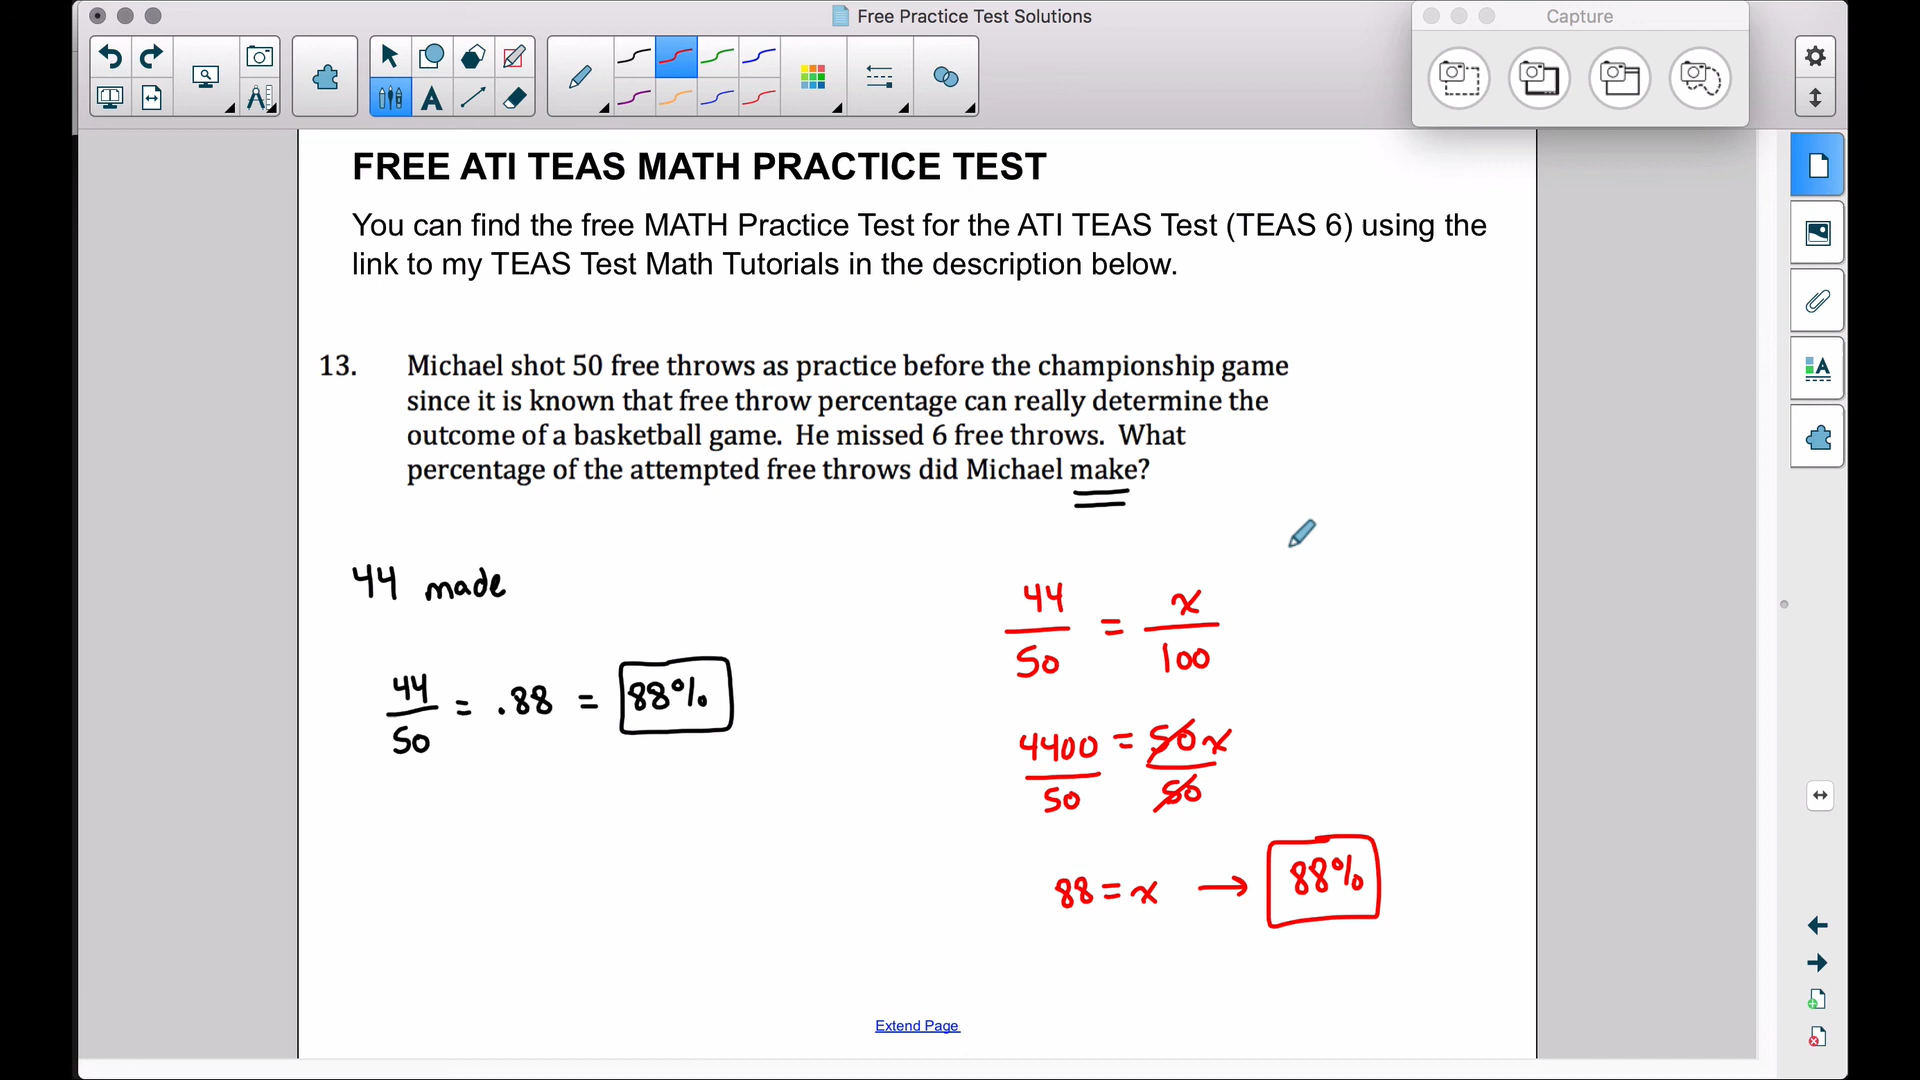 Free Practice Test Solutions
Capture
FREE ATI TEAS MATH PRACTICE TEST
You can find the free MATH Practice Test for the ATI TEAS Test (TEAS 6) using the
link to my TEAS Test Math Tutorials in the description below.
13. Michael shot 50 free throws as practice before the championship game
since it is known that free throw percentage can really determine the
outcome of a basketball game. He missed 6 free throws. What
percentage of the attempted free throws did Michael make?
44 made
44/50 = .88 = 88%
44/50 = x/100
4400/50 = 50x/50
88 = x → 88%
Extend Page